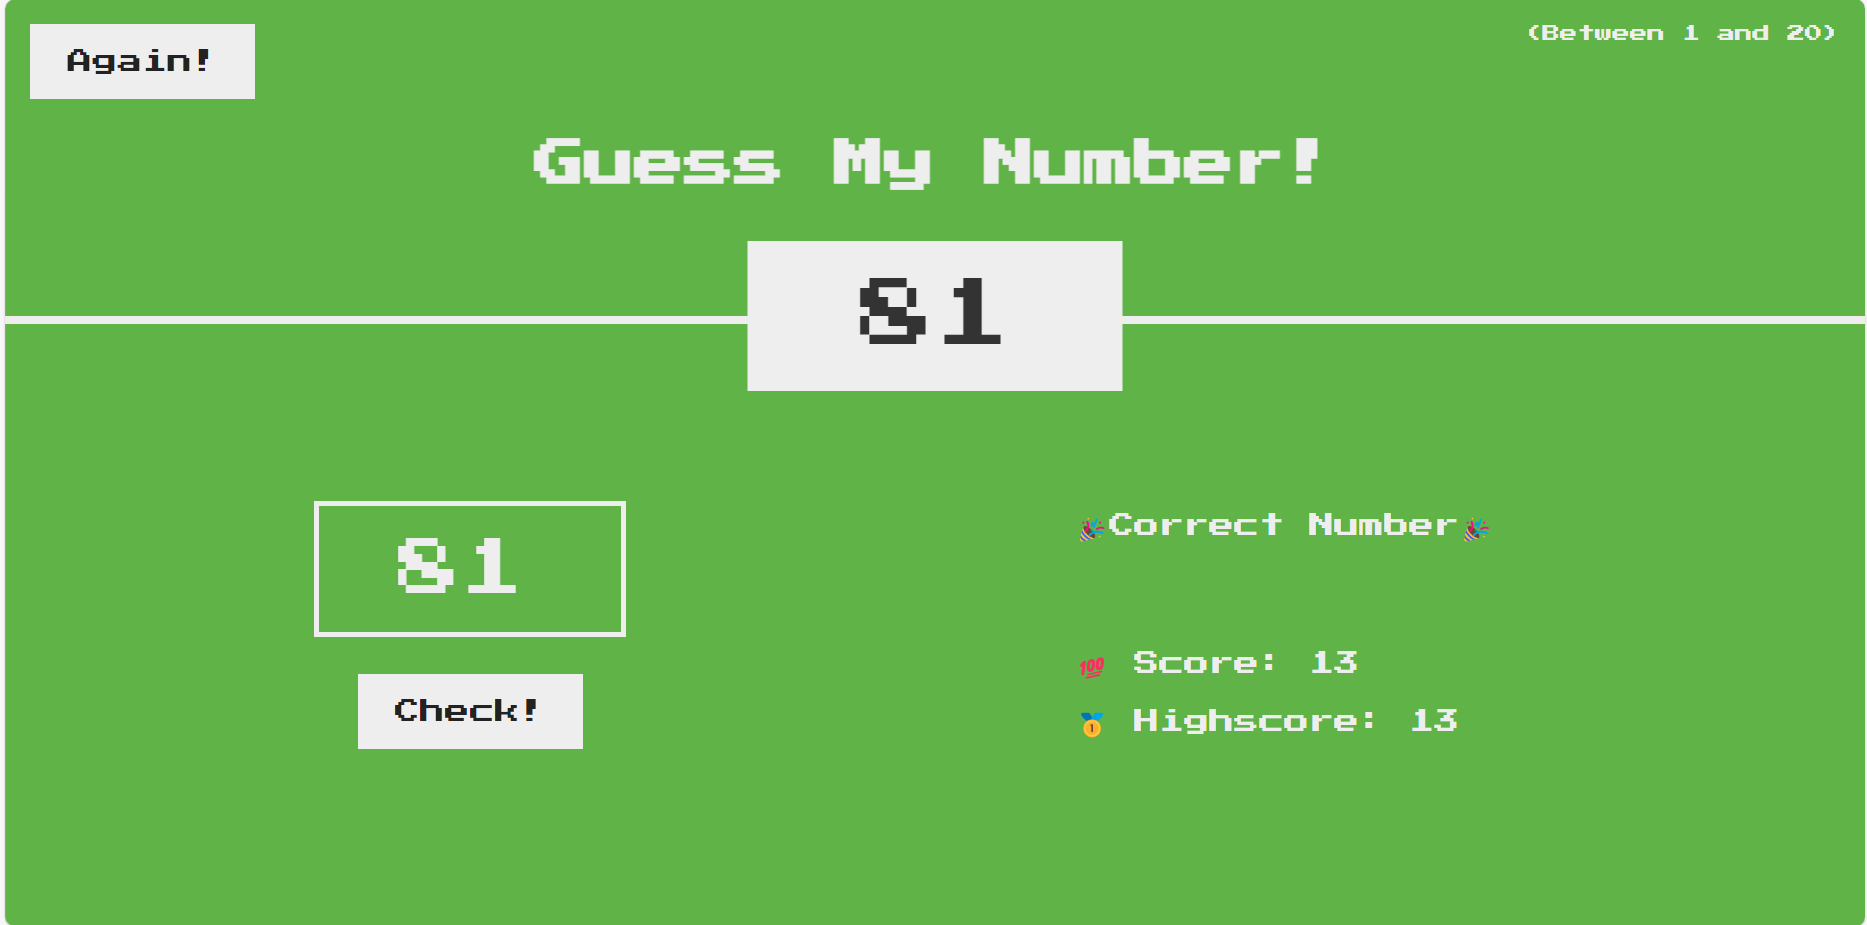 Again!
(Between 1 and 20)
Guess My Number!
81
81
Check!
🎉Correct Number🎉
💯 Score: 13
🥇 Highscore: 13